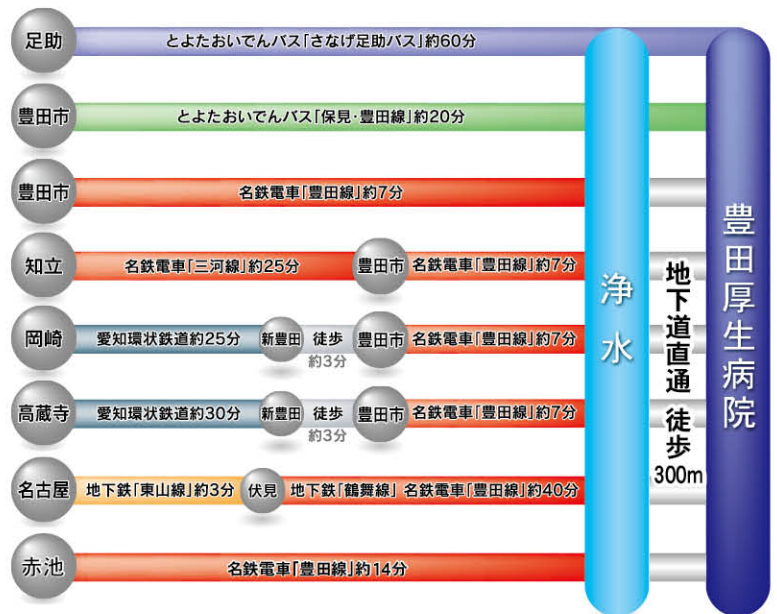 足助
とよたおいでんバス「さなげ足助バス」約60分
豊田市
とよたおいでんバス「保見・豊田線」約20分
豊田市
名鉄電車「豊田線」約7分
知立
名鉄電車「三河線」約25分
豊田市
名鉄電車「豊田線」約7分
岡崎
愛知環状鉄道約25分
新豊田
徒歩
約3分
豊田市
名鉄電車「豊田線」約7分
高蔵寺
愛知環状鉄道約30分
新豊田
徒歩
約3分
豊田市
名鉄電車「豊田線」約7分
名古屋
地下鉄「東山線」約3分
伏見
地下鉄「鶴舞線」 名鉄電車「豊田線」約40分
赤池
名鉄電車「豊田線」約14分
浄水
地下道直通 徒歩
300m
豊田厚生病院